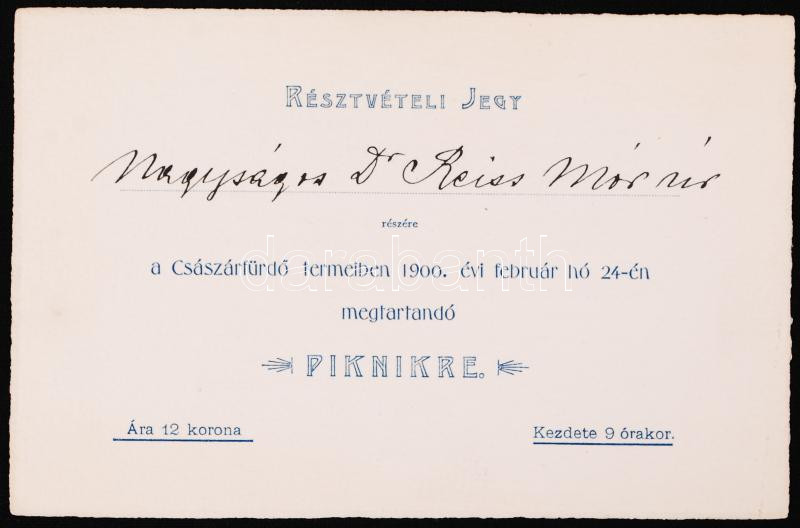 RÉSZTVÉTELI JEGY
Nagyságos Dr Reiss Mór úr
részére
a Császárfürdő termeiben 1900. évi február hó 24-én
darabanth
megtartandó
PIKNIKRE.
Ára 12 korona
Kezdete 9 órakor.